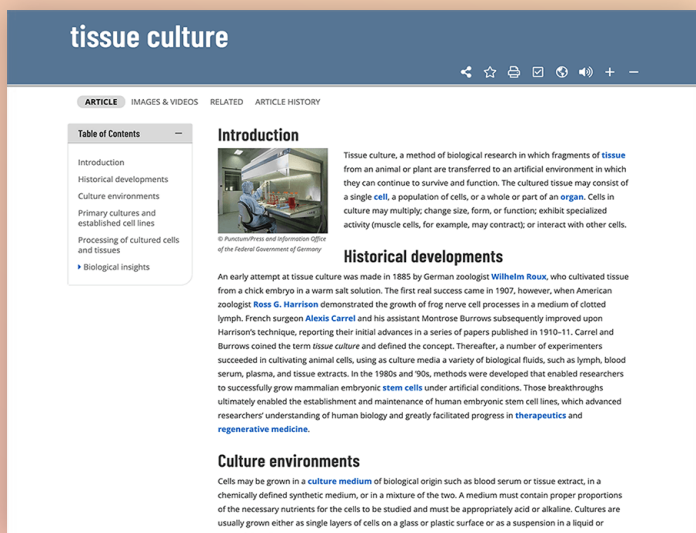 tissue culture
ARTICLE IMAGES & VIDEOS RELATED ARTICLE HISTORY
Table of Contents
Introduction
Historical developments
Culture environments
Primary cultures and
established cell lines
Processing of cultured cells
and tissues
Biological insights
Introduction
© Punctum/Press and Information Office
of the Federal Government of Germany
Tissue culture, a method of biological research in which fragments of tissue
from an animal or plant are transferred to an artificial environment in which
they can continue to survive and function. The cultured tissue may consist of
a single cell, a population of cells, or a whole or part of an organ. Cells in
culture may multiply; change size, form, or function; exhibit specialized
activity (muscle cells, for example, may contract); or interact with other cells.
Historical developments
An early attempt at tissue culture was made in 1885 by German zoologist Wilhelm Roux, who cultivated tissue
from a chick embryo in a warm salt solution. The first real success came in 1907, however, when American
zoologist Ross G. Harrison demonstrated the growth of frog nerve cell processes in a medium of clotted
lymph. French surgeon Alexis Carrel and his assistant Montrose Burrows subsequently improved upon
Harrison's technique, reporting their initial advances in a series of papers published in 1910–11. Carrel and
Burrows coined the term tissue culture and defined the concept. Thereafter, a number of experimenters
succeeded in cultivating animal cells, using as culture media a variety of biological fluids, such as lymph, blood
serum, plasma, and tissue extracts. In the 1980s and '90s, methods were developed that enabled researchers
to successfully grow mammalian embryonic stem cells under artificial conditions. Those breakthroughs
ultimately enabled the establishment and maintenance of human embryonic stem cell lines, which advanced
researchers' understanding of human biology and greatly facilitated progress in therapeutics and
regenerative medicine.
Culture environments
Cells may be grown in a culture medium of biological origin such as blood serum or tissue extract, in a
chemically defined synthetic medium, or in a mixture of the two. A medium must contain proper proportions
of the necessary nutrients for the cells to be studied and must be appropriately acid or alkaline. Cultures are
usually grown either as single layers of cells on a glass or plastic surface or as a suspension in a liquid or